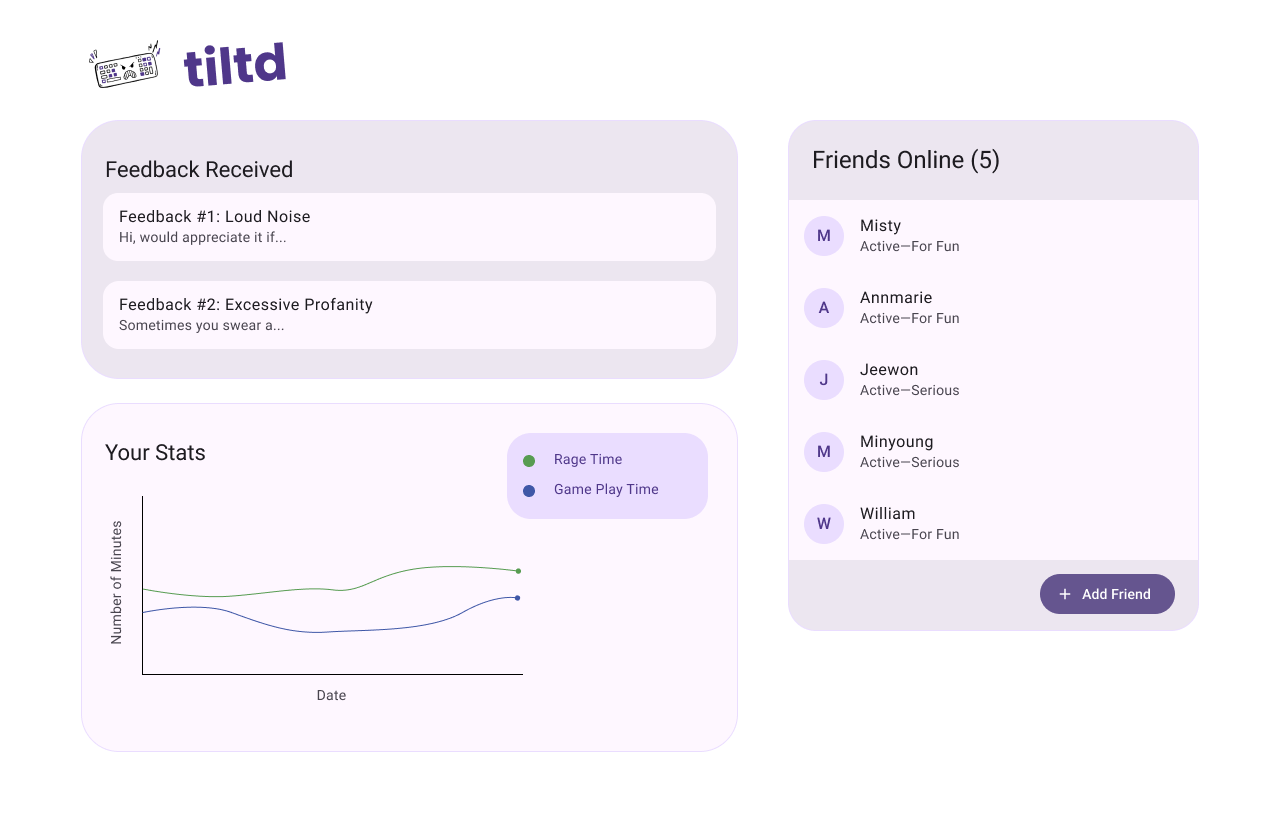 tiltd
Feedback Received
Feedback #1: Loud Noise
Hi, would appreciate it if...
Feedback #2: Excessive Profanity
Sometimes you swear a...
Your Stats
Rage Time
Game Play Time
Number of Minutes
Date
Friends Online (5)
M
Misty
Active—For Fun
A
Annmarie
Active—For Fun
J
Jeewon
Active—Serious
M
Minyoung
Active—Serious
W
William
Active—For Fun
+ Add Friend